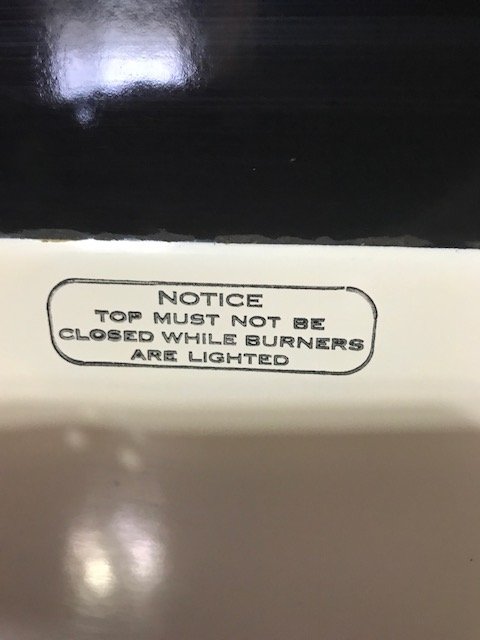 NOTICE
TOP MUST NOT BE
CLOSED WHILE BURNERS
ARE LIGHTED